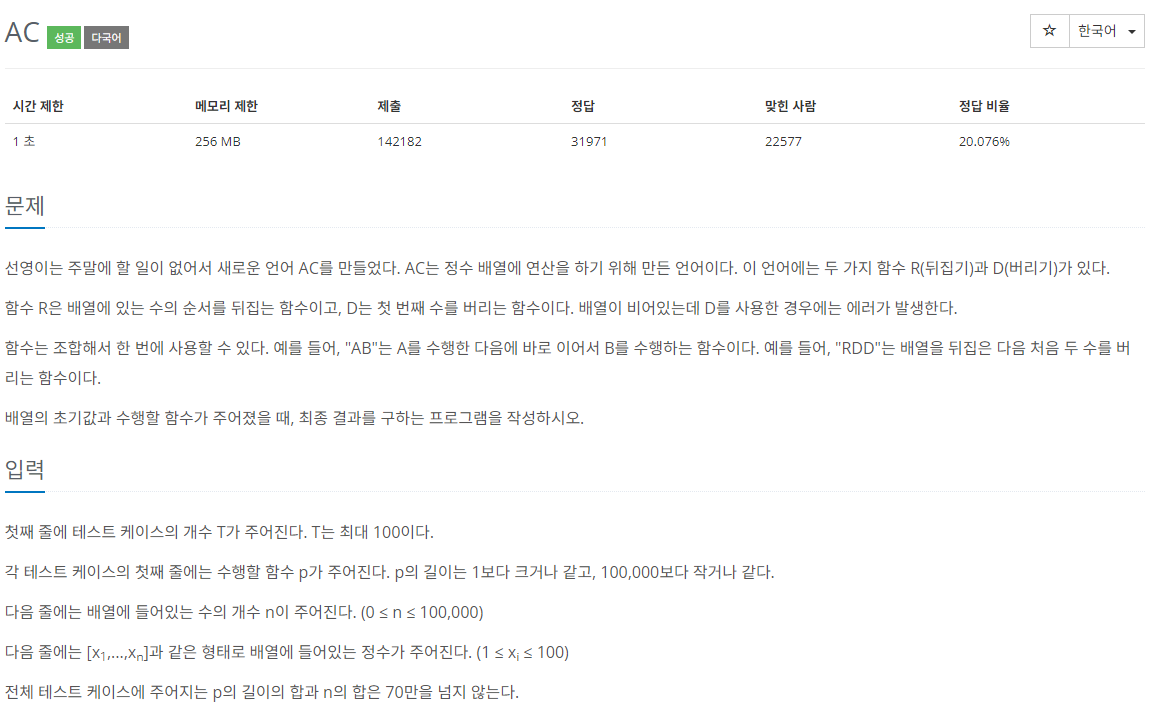 AC 성공 다국어 ☆ 한국어
시간 제한 메모리 제한 제출 정답 맞힌 사람 정답 비율
1 초 256 MB 142182 31971 22577 20.076%
문제
선영이는 주말에 할 일이 없어서 새로운 언어 AC를 만들었다. AC는 정수 배열에 연산을 하기 위해 만든 언어이다. 이 언어에는 두 가지 함수 R(뒤집기)과 D(버리기)가 있다.
함수 R은 배열에 있는 수의 순서를 뒤집는 함수이고, D는 첫 번째 수를 버리는 함수이다. 배열이 비어있는데 D를 사용한 경우에는 에러가 발생한다.
함수는 조합해서 한 번에 사용할 수 있다. 예를 들어, "AB"는 A를 수행한 다음에 바로 이어서 B를 수행하는 함수이다. 예를 들어, "RDD"는 배열을 뒤집은 다음 처음 두 수를 버
리는 함수이다.
배열의 초기값과 수행할 함수가 주어졌을 때, 최종 결과를 구하는 프로그램을 작성하시오.
입력
첫째 줄에 테스트 케이스의 개수 T가 주어진다. T는 최대 100이다.
각 테스트 케이스의 첫째 줄에는 수행할 함수 p가 주어진다. p의 길이는 1보다 크거나 같고, 100,000보다 작거나 같다.
다음 줄에는 배열에 들어있는 수의 개수 n이 주어진다. (0 ≤ n ≤ 100,000)
다음 줄에는 [x1,...,xn]과 같은 형태로 배열에 들어있는 정수가 주어진다. (1 ≤ xi ≤ 100)
전체 테스트 케이스에 주어지는 p의 길이의 합과 n의 합은 70만을 넘지 않는다.